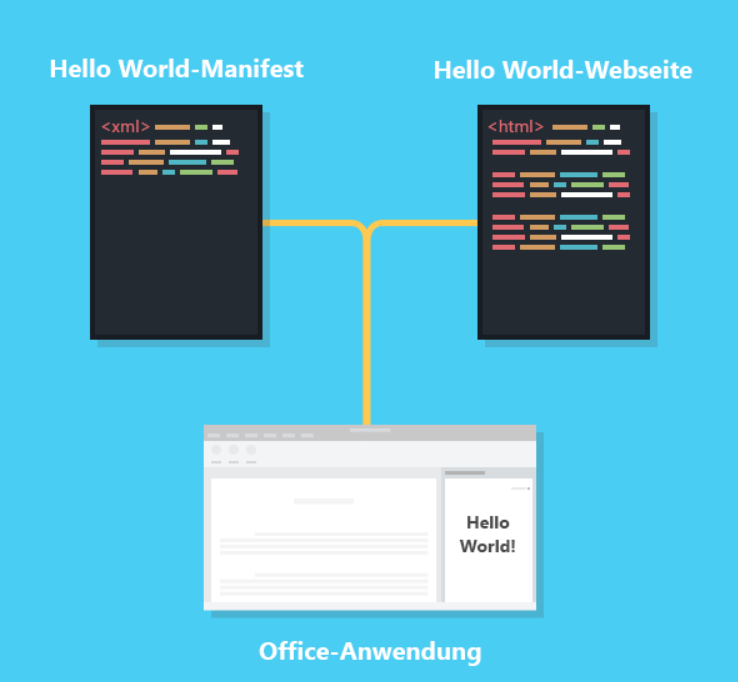 Hello World-Manifest
Hello World-Webseite
<xml>
<html>
Hello
World!
Office-Anwendung